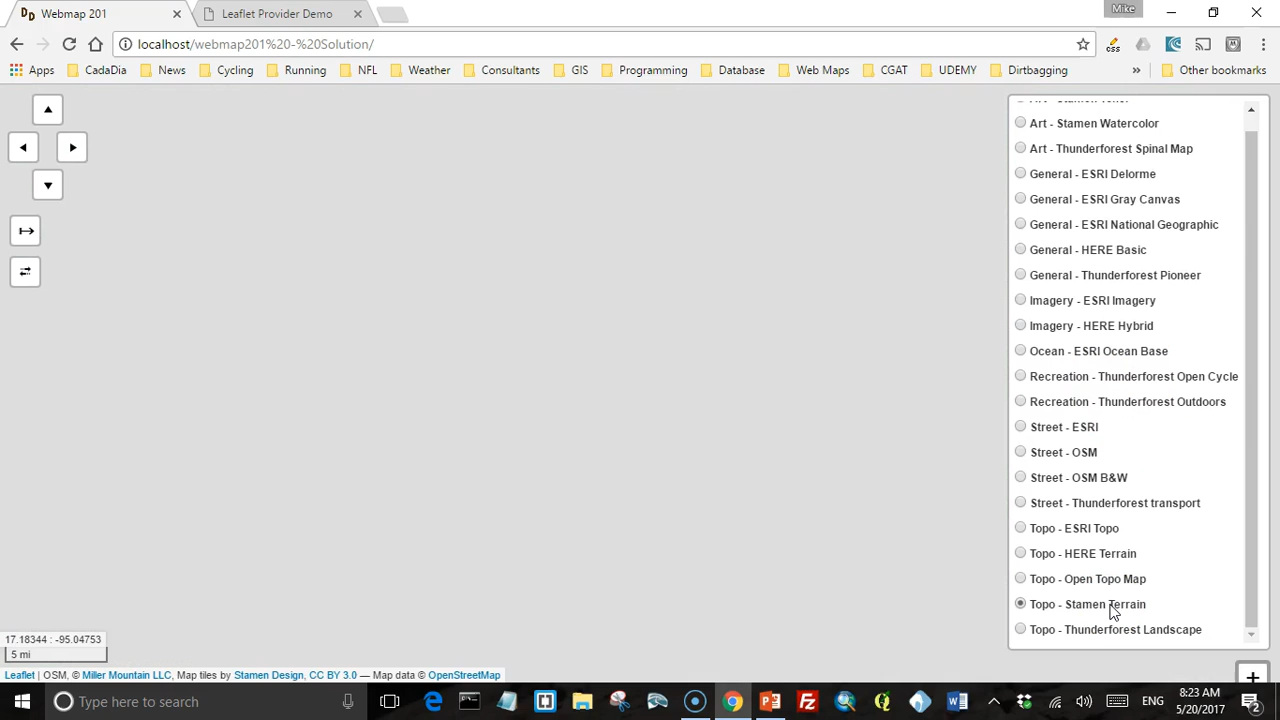 Webmap 201
Leaflet Provider Demo
Mike
localhost/webmap201%20-%20Solution/
css
Apps
CadaDia
News
Cycling
Running
NFL
Weather
Consultants
GIS
Programming
Database
Web Maps
CGAT
UDEMY
Dirtbagging
»
Other bookmarks
Art - Stamen Watercolor
Art - Thunderforest Spinal Map
General - ESRI Delorme
General - ESRI Gray Canvas
General - ESRI National Geographic
General - HERE Basic
General - Thunderforest Pioneer
Imagery - ESRI Imagery
Imagery - HERE Hybrid
Ocean - ESRI Ocean Base
Recreation - Thunderforest Open Cycle
Recreation - Thunderforest Outdoors
Street - ESRI
Street - OSM
Street - OSM B&W
Street - Thunderforest transport
Topo - ESRI Topo
Topo - HERE Terrain
Topo - Open Topo Map
Topo - Stamen Terrain
Topo - Thunderforest Landscape
+
17.18344 : -95.04753
5 mi
Leaflet | OSM, © Miller Mountain LLC, Map tiles by Stamen Design, CC BY 3.0 — Map data © OpenStreetMap
Type here to search
ENG
8:23 AM
5/20/2017
2